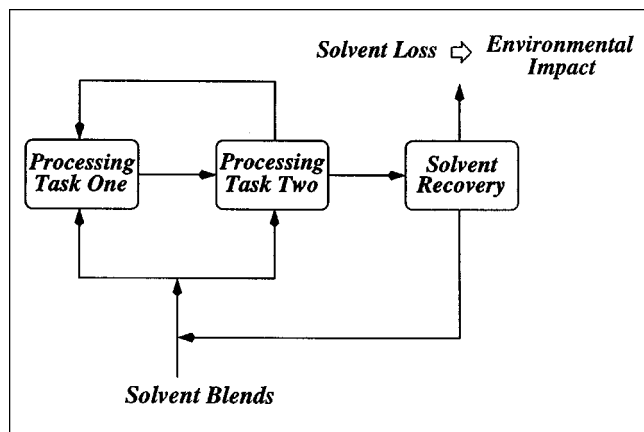 Solvent Loss ⇨ Environmental
Impact
Processing
Task One
Processing
Task Two
Solvent
Recovery
Solvent Blends